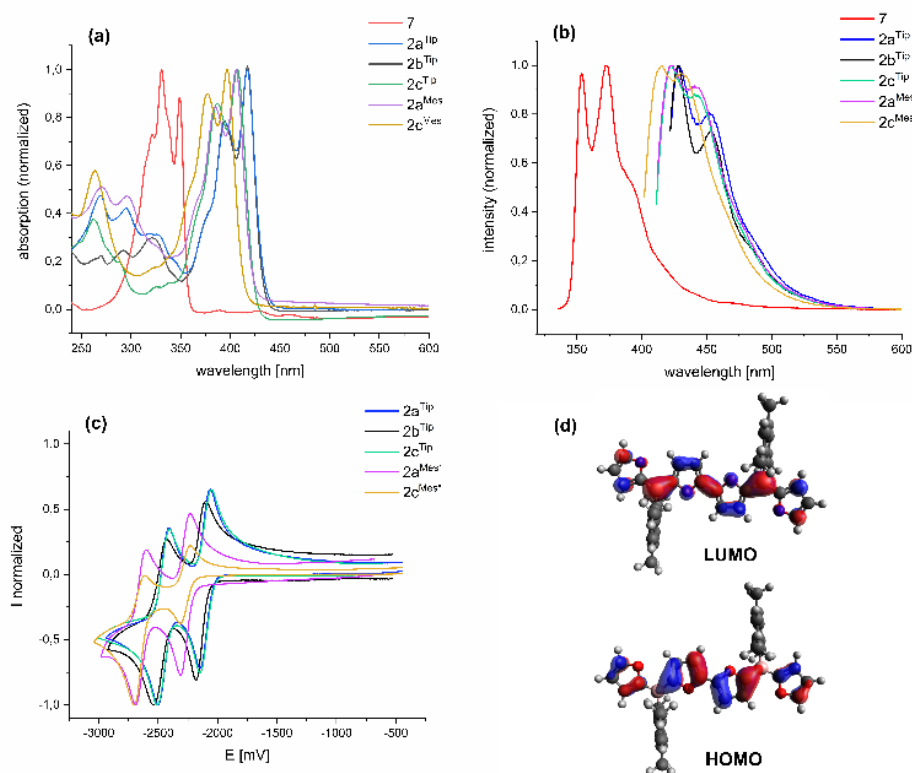 (a)
7
2a^Tip
2b^Tip
2c^Tip
2a^Mes
2c^Mes
absorption (normalized)
1,0
0,8
0,6
0,4
0,2
0,0
250 300 350 400 450 500 550 600
wavelength [nm]
(b)
7
2a^Tip
2b^Tip
2c^Tip
2a^Mes
2c^Mes
intensity (normalized)
1,0
0,8
0.6
0.4
0.2
0.0
350 400 450 500 550 600
wavelength [nm]
(c)
2a^Tip
2b^Tip
2c^Tip
2a^Mes*
2c^Mes*
I normalized
1.0
0.5
0.0
-0.5
-1.0
-3000 -2500 -2000 -1500 -1000 -500
E [mV]
(d)
LUMO
HOMO